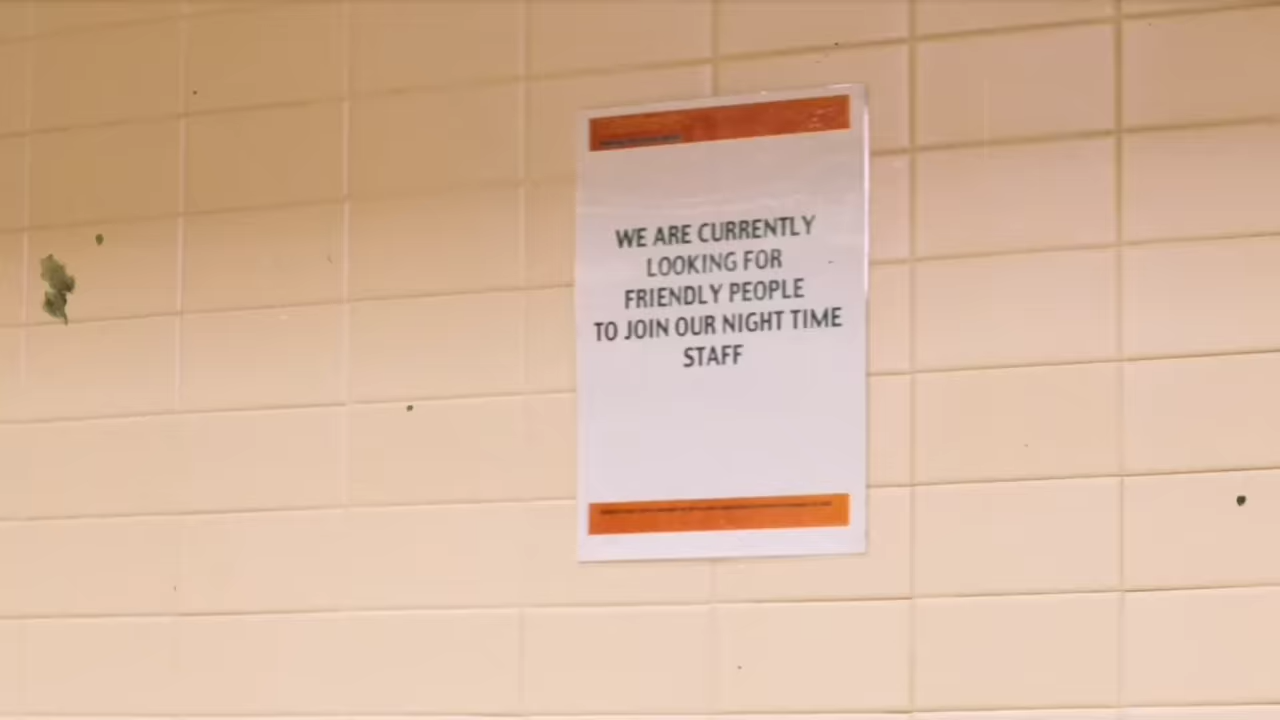 WE ARE CURRENTLY
LOOKING FOR
FRIENDLY PEOPLE
TO JOIN OUR NIGHT TIME
STAFF